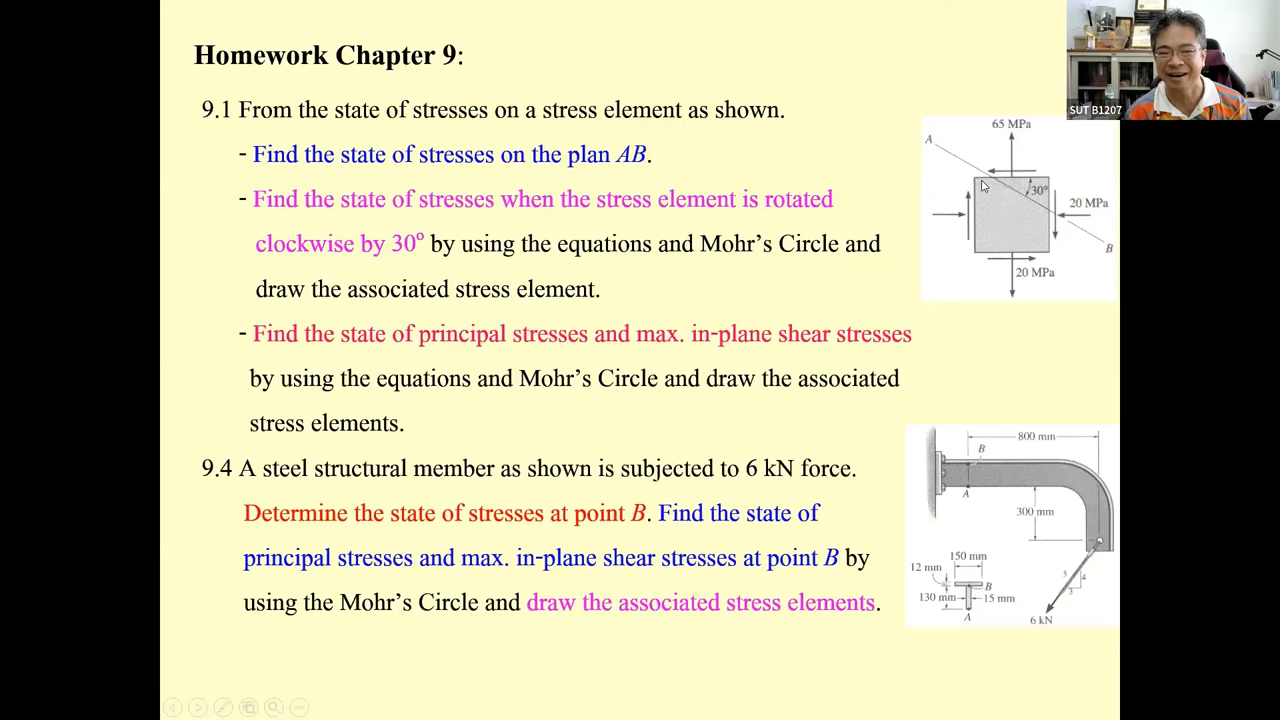 Homework Chapter 9:
9.1 From the state of stresses on a stress element as shown.
- Find the state of stresses on the plan AB.
- Find the state of stresses when the stress element is rotated
clockwise by 30° by using the equations and Mohr's Circle and
draw the associated stress element.
- Find the state of principal stresses and max. in-plane shear stresses
by using the equations and Mohr's Circle and draw the associated
stress elements.
9.4 A steel structural member as shown is subjected to 6 kN force.
Determine the state of stresses at point B. Find the state of
principal stresses and max. in-plane shear stresses at point B by
using the Mohr's Circle and draw the associated stress elements.
SUT B1207
65 MPa
A
30°
20 MPa
B
20 MPa
800 mm
B
A
300 mm
150 mm
12 mm
B
130 mm
15 mm
A
5
4
3
6 kN